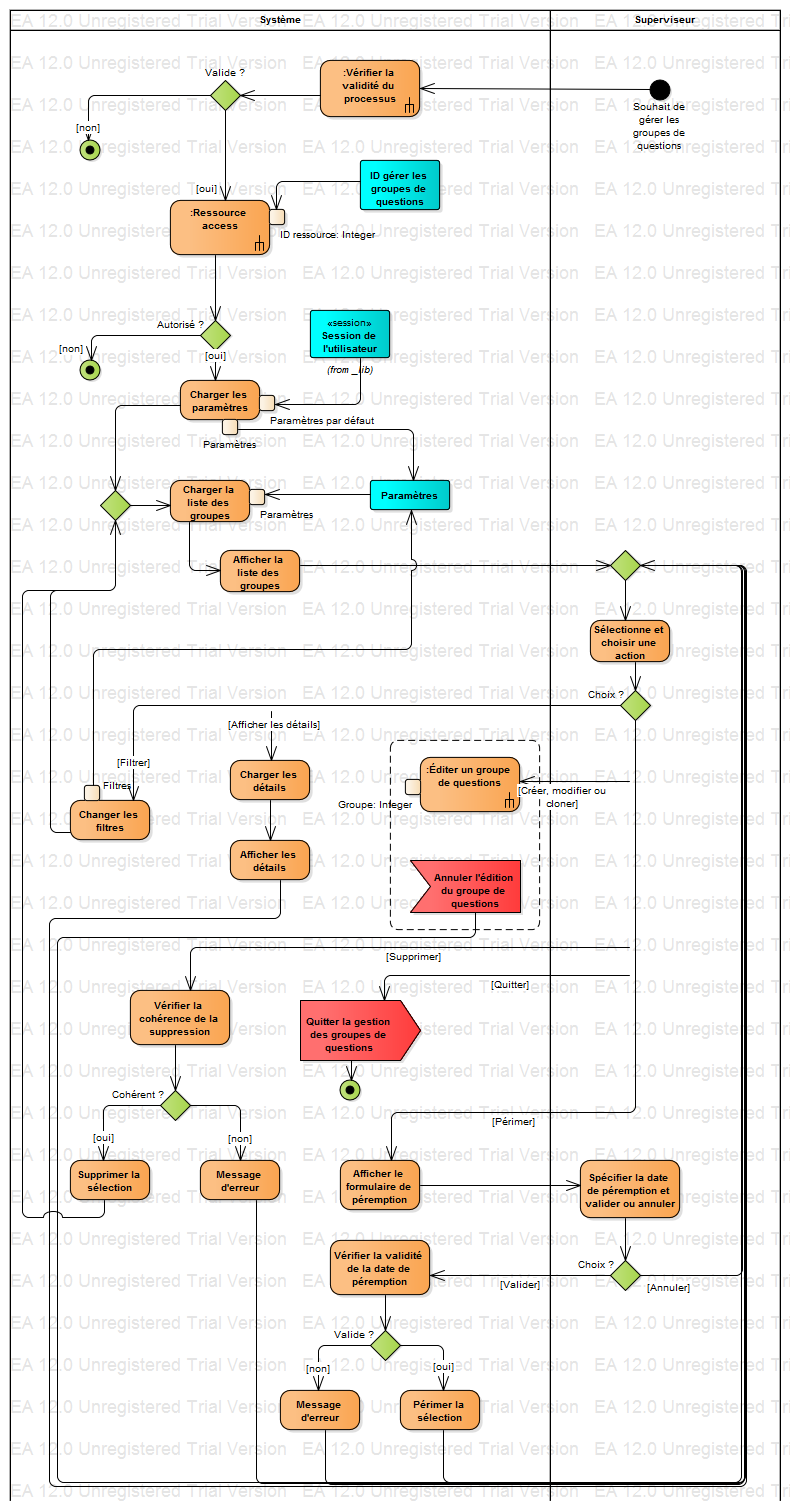 Système
Superviseur
EA 12.0 Unregistered Trial Version
Valide ?
:Vérifier la
validité du
processus
[non]
Souhait de
gérer les
groupes de
questions
[oui]
ID gérer les
groupes de
questions
:Ressource
access
ID ressource: Integer
Autorisé ?
[non]
[oui]
«session»
Session de
l'utilisateur
(from _lib)
Charger les
paramètres
Paramètres par défaut
Paramètres
Charger la
liste des
groupes
Paramètres
Paramètres
Afficher la
liste des
groupes
Sélectionne et
choisir une
action
Choix ?
[Afficher les détails]
[Filtrer]
Charger les
détails
:Éditer un groupe
de questions
[Créer, modifier ou
cloner]
Groupe: Integer
Filtres
Changer les
filtres
Afficher les
détails
Annuler l'édition
du groupe de
questions
[Supprimer]
[Quitter]
Vérifier la
cohérence de la
suppression
Quitter la gestion
des groupes de
questions
Cohérent ?
[oui]
[non]
[Périmer]
Supprimer la
sélection
Message
d'erreur
Afficher le
formulaire de
péremption
Spécifier la date
de péremption et
valider ou annuler
Vérifier la validité
de la date de
péremption
Choix ?
[Valider]
[Annuler]
Valide ?
[non]
[oui]
Message
d'erreur
Périmer la
sélection